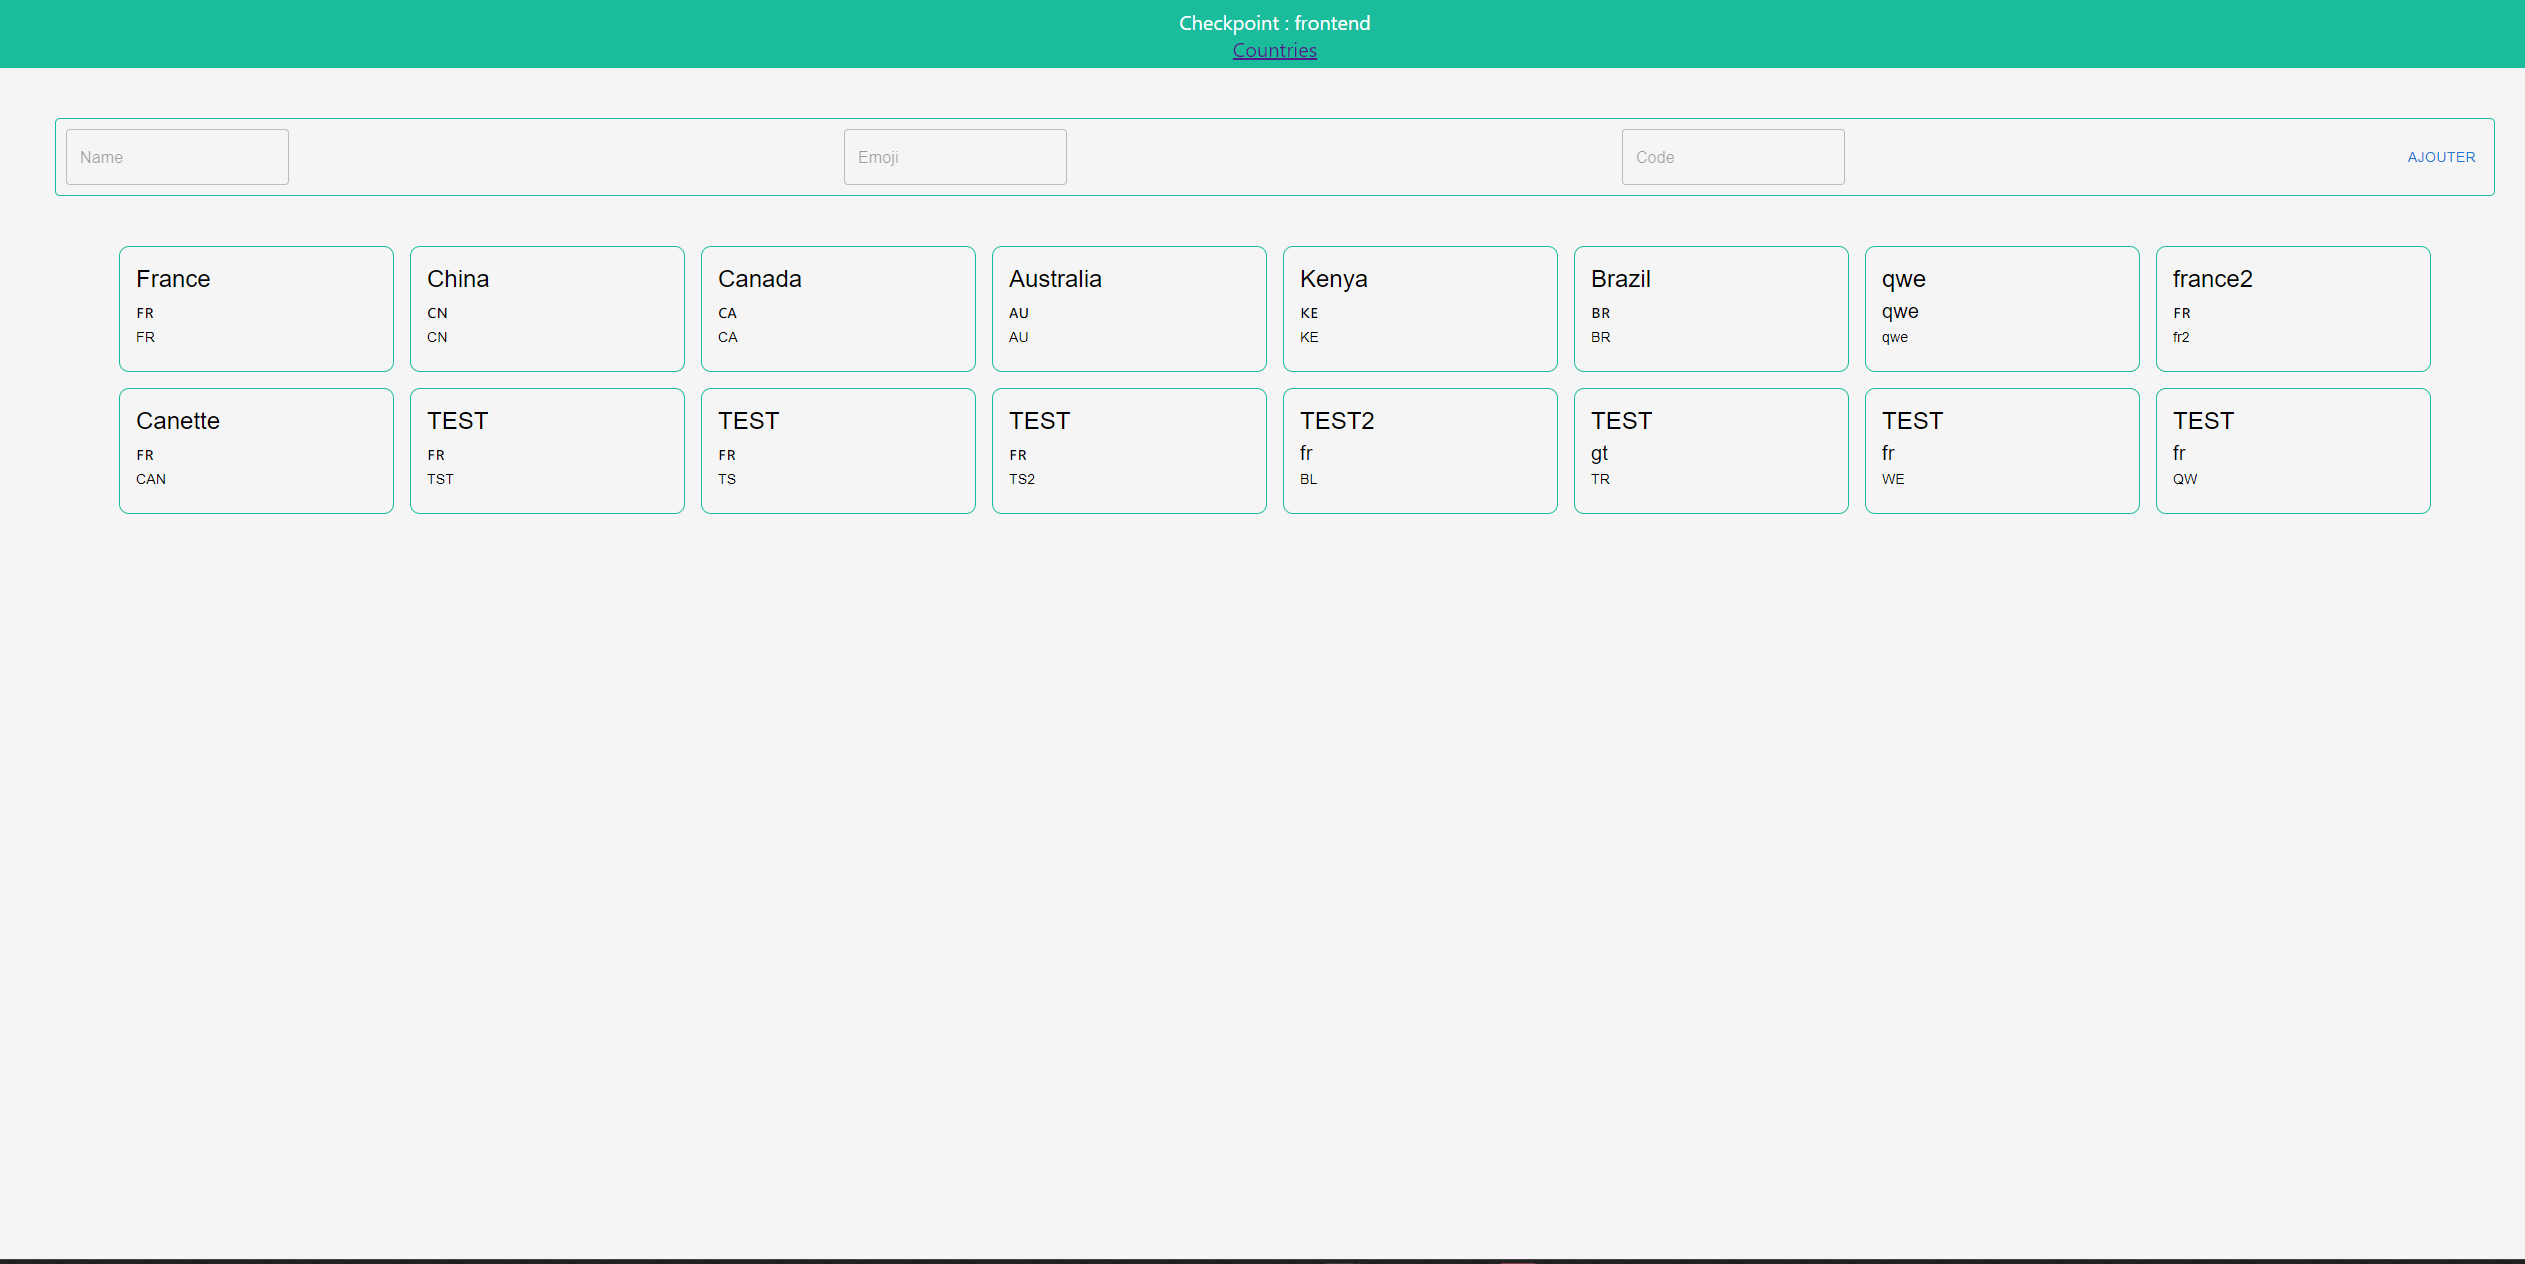 Checkpoint : frontend
Countries
Name
Emoji
Code
AJOUTER
France
FR
FR
China
CN
CN
Canada
CA
CA
Australia
AU
AU
Kenya
KE
KE
Brazil
BR
BR
qwe
qwe
qwe
france2
FR
fr2
Canette
FR
CAN
TEST
FR
TST
TEST
FR
TS
TEST
FR
TS2
TEST2
fr
BL
TEST
gt
TR
TEST
fr
WE
TEST
fr
QW